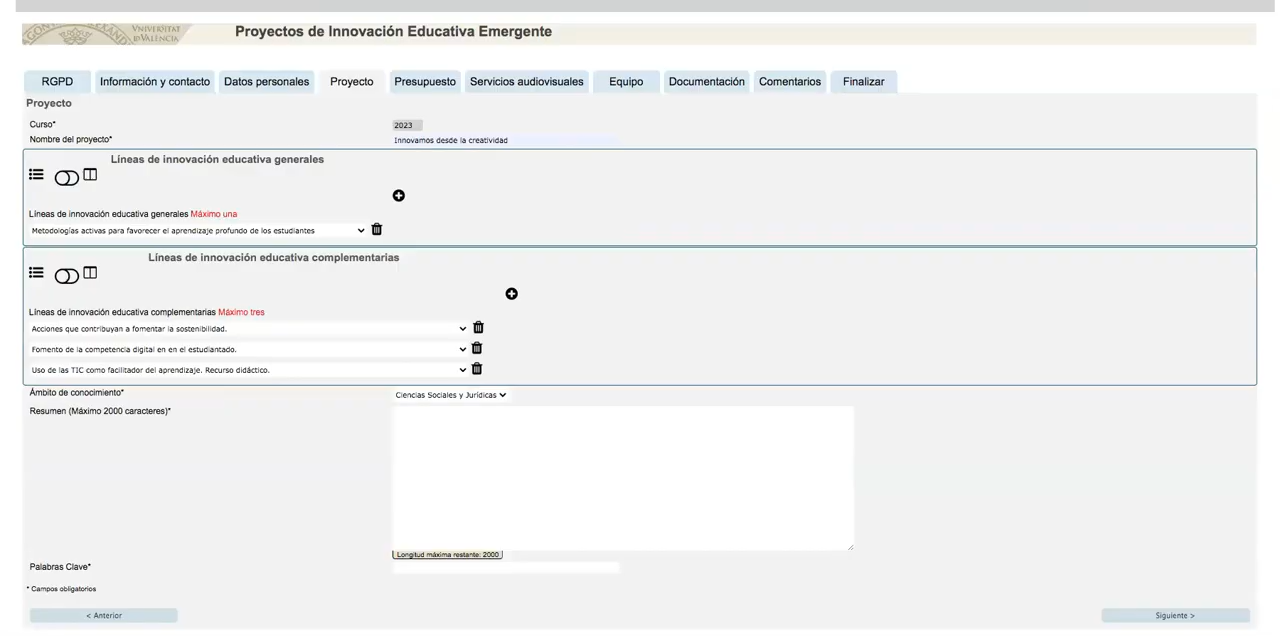 VNIVERSITAT
DE VALÈNCIA
Proyectos de Innovación Educativa Emergente
RGPD
Información y contacto
Datos personales
Proyecto
Presupuesto
Servicios audiovisuales
Equipo
Documentación
Comentarios
Finalizar
Proyecto
Curso*
2023
Nombre del proyecto*
Innovamos desde la creatividad
Líneas de innovación educativa generales
Líneas de innovación educativa generales Máximo una
Metodologías activas para favorecer el aprendizaje profundo de los estudiantes
Líneas de innovación educativa complementarias
Líneas de innovación educativa complementarias Máximo tres
Acciones que contribuyan a fomentar la sostenibilidad.
Fomento de la competencia digital en en el estudiantado.
Uso de las TIC como facilitador del aprendizaje. Recurso didáctico.
Ámbito de conocimiento*
Ciencias Sociales y Jurídicas
Resumen (Máximo 2000 caracteres)*
Longitud máxima restante: 2000
Palabras Clave*
* Campos obligatorios
< Anterior
Siguiente >